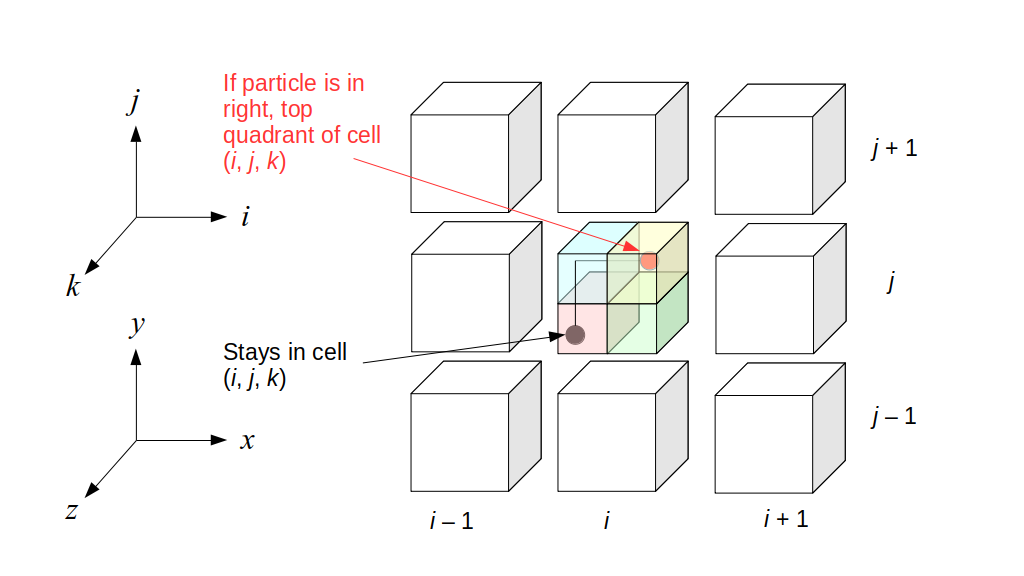 If particle is in
right, top
quadrant of cell
(i, j, k)
j
i
k
j + 1
j
y
Stays in cell
(i, j, k)
x
z
j – 1
i – 1
i
i + 1